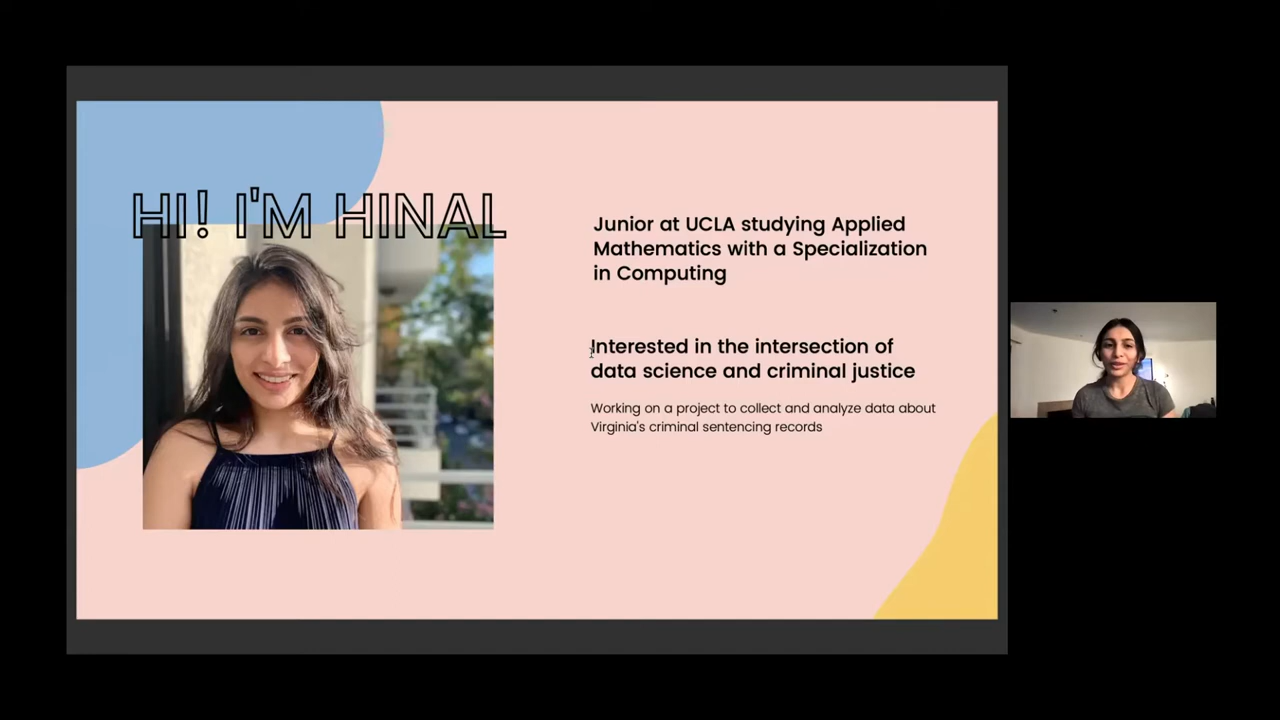 HI! I'M HINAL
Junior at UCLA studying Applied
Mathematics with a Specialization
in Computing
Interested in the intersection of
data science and criminal justice
Working on a project to collect and analyze data about
Virginia's criminal sentencing records